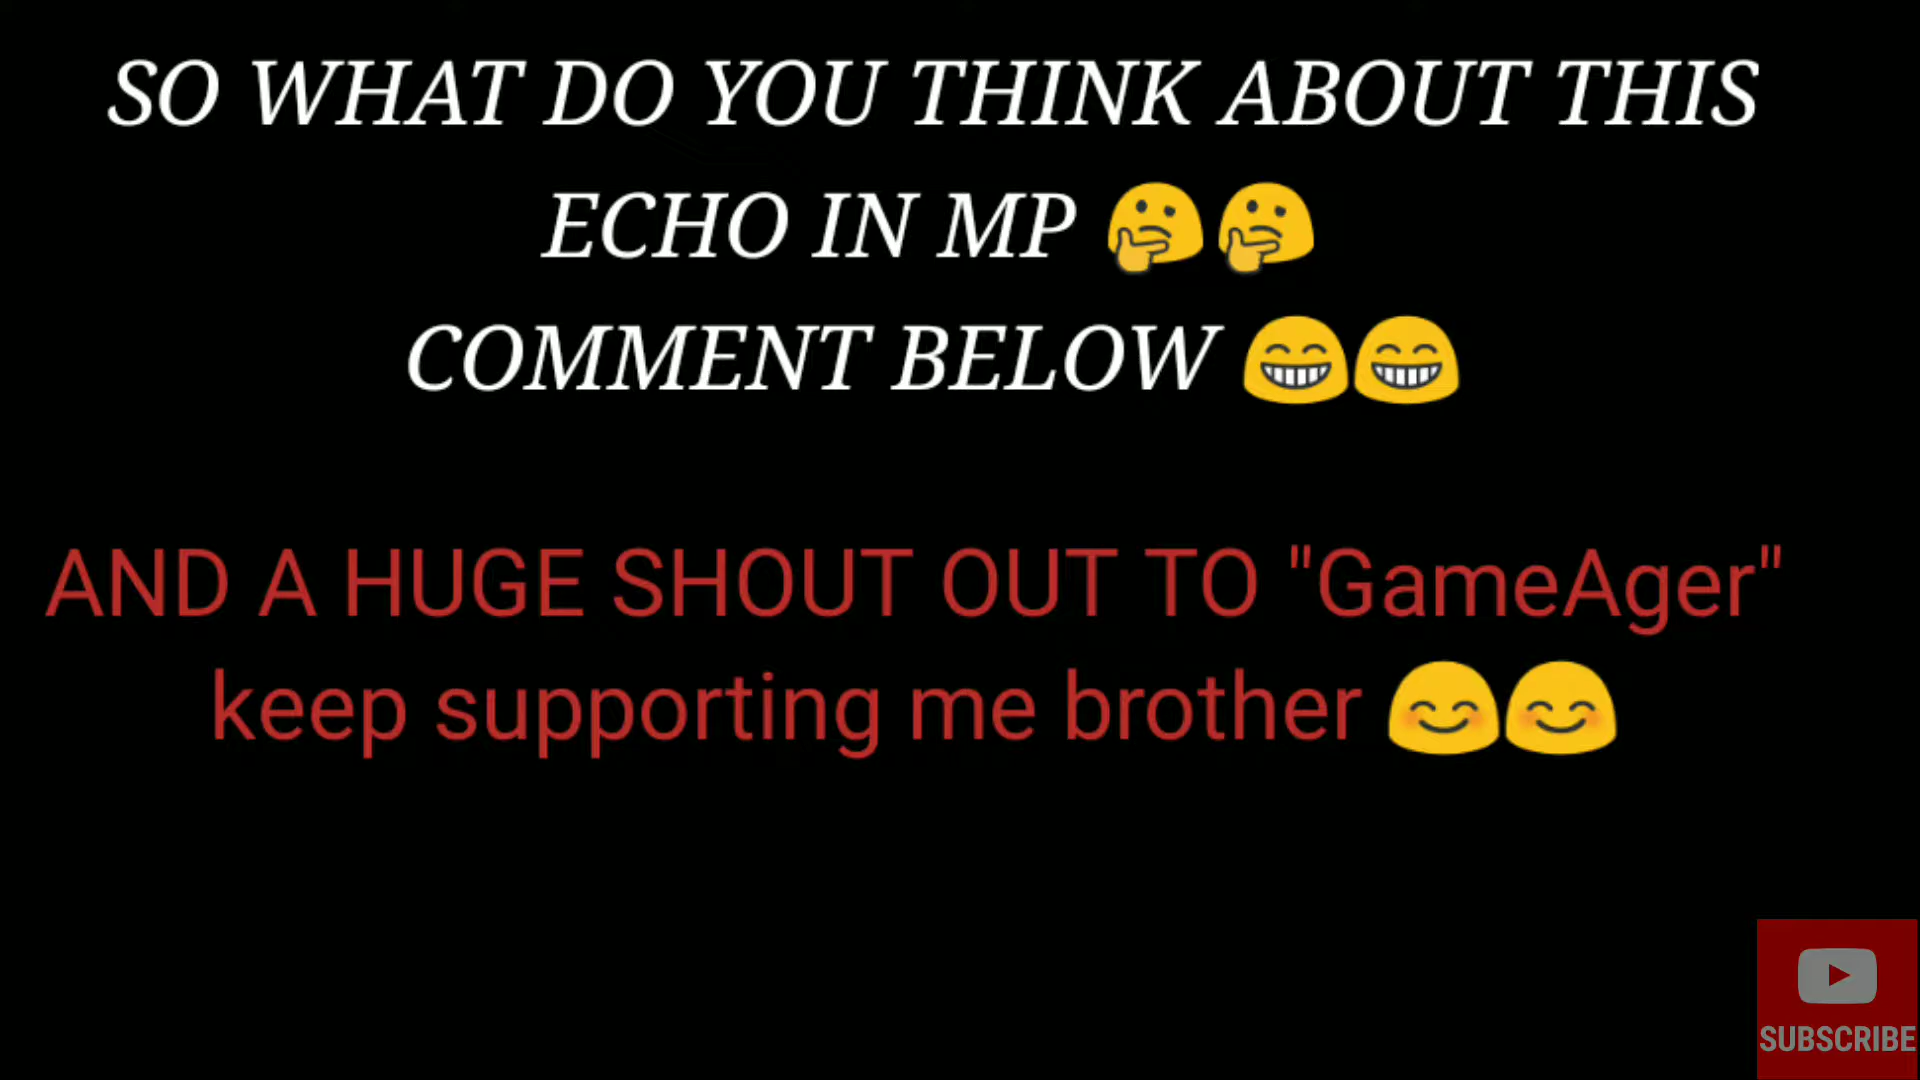 SO WHAT DO YOU THINK ABOUT THIS
ECHO IN MP 🤔🤔
COMMENT BELOW 😁😁
AND A HUGE SHOUT OUT TO "GameAger"
keep supporting me brother 😊😊
SUBSCRIBE